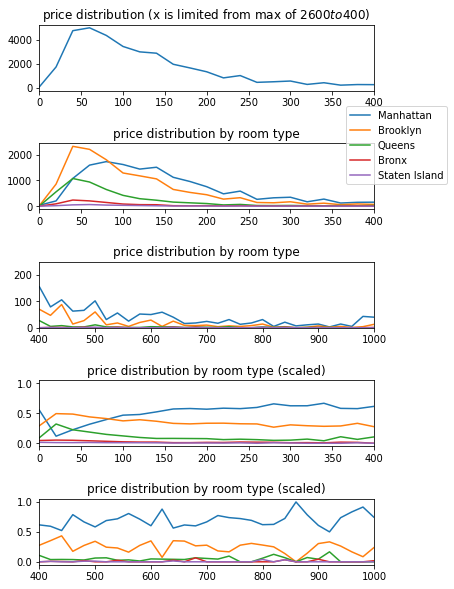 price distribution (x is limited from max of 2600to400)
4000
2000
0
0 50 100 150 200 250 300 350 400
Manhattan
Brooklyn
Queens
Bronx
Staten Island
price distribution by room type
2000
1000
0
0 50 100 150 200 250 300 350 400
price distribution by room type
200
100
0
400 500 600 700 800 900 1000
price distribution by room type (scaled)
1.0
0.5
0.0
0 50 100 150 200 250 300 350 400
price distribution by room type (scaled)
1.0
0.5
0.0
400 500 600 700 800 900 1000